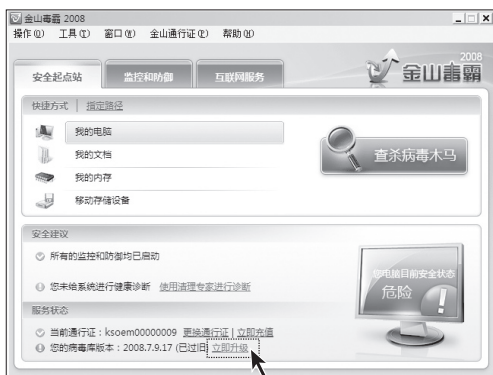 金山毒霸 2008
操作(O) 工具(T) 窗口(W) 金山通行证(P) 帮助(H)
安全起点站 监控和防御 互联网服务
2008
金山毒霸
快捷方式 | 指定路径
我的电脑
我的文档
我的内存
移动存储设备
查杀病毒木马
安全建议
所有的监控和防御均已启动
您未给系统进行健康诊断 使用清理专家进行诊断
您电脑目前安全状态
危险
服务状态
当前通行证：ksoem00000009 更换通行证 | 立即充值
您的病毒库版本：2008.7.9.17 (已过旧) 立即升级